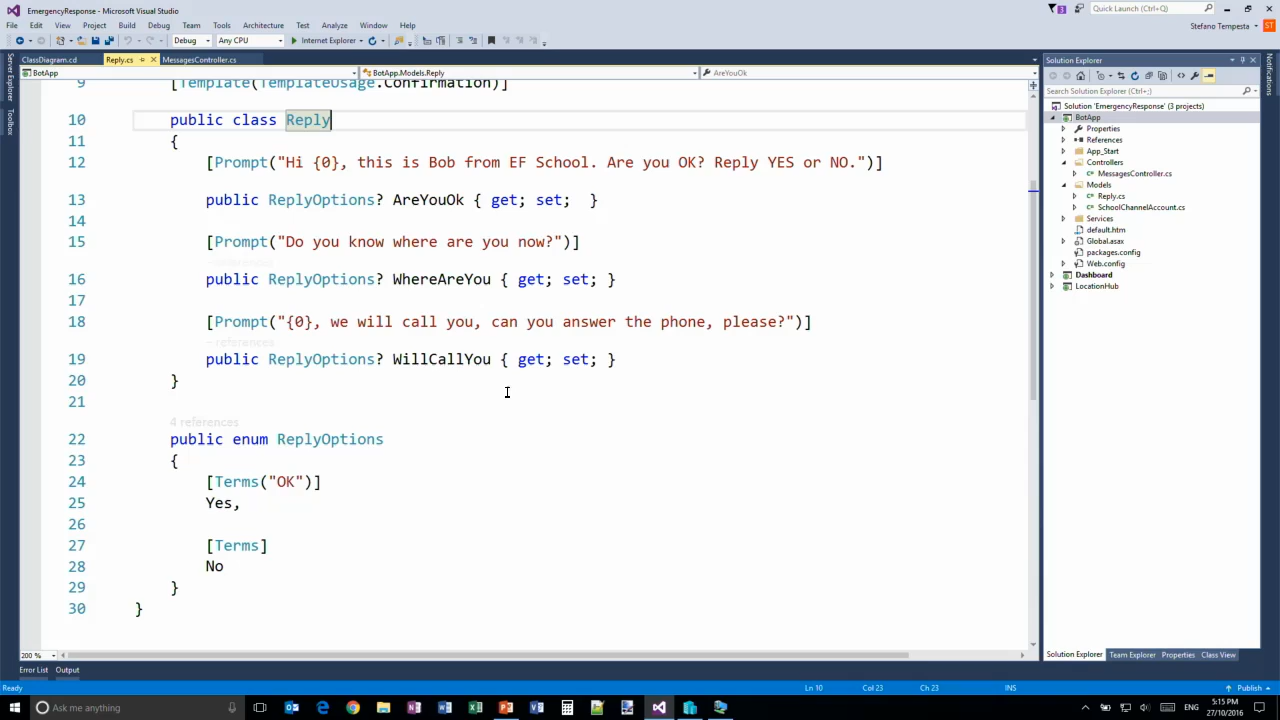 EmergencyResponse - Microsoft Visual Studio
3
Quick Launch (Ctrl+Q)
File Edit View Project Build Debug Team Tools Architecture Test Analyze Window Help
Stefano Tempesta ST
Debug Any CPU Internet Explorer
ClassDiagram.cd Reply.cs MessagesController.cs
BotApp BotApp.Models.Reply AreYouOk
Server Explorer
Toolbox
Notifications
9 [Template(TemplateUsage.Confirmation)]
10 public class Reply
11 {
12 [Prompt("Hi {0}, this is Bob from EF School. Are you OK? Reply YES or NO.")]
13 public ReplyOptions? AreYouOk { get; set; }
14
15 [Prompt("Do you know where are you now?")]
– references
16 public ReplyOptions? WhereAreYou { get; set; }
17
18 [Prompt("{0}, we will call you, can you answer the phone, please?")]
– references
19 public ReplyOptions? WillCallYou { get; set; }
20 }
21
4 references
22 public enum ReplyOptions
23 {
24 [Terms("OK")]
25 Yes,
26
27 [Terms]
28 No
29 }
30 }
200 %
Solution Explorer
Search Solution Explorer (Ctrl+;)
Solution 'EmergencyResponse' (3 projects)
BotApp
Properties
References
App_Start
Controllers
MessagesController.cs
Models
Reply.cs
SchoolChannelAccount.cs
Services
default.htm
Global.asax
packages.config
Web.config
Dashboard
LocationHub
Solution Explorer Team Explorer Properties Class View
Error List Output
Ready Ln 10 Col 23 Ch 23 INS Publish
Ask me anything
ENG
5:15 PM
27/10/2016